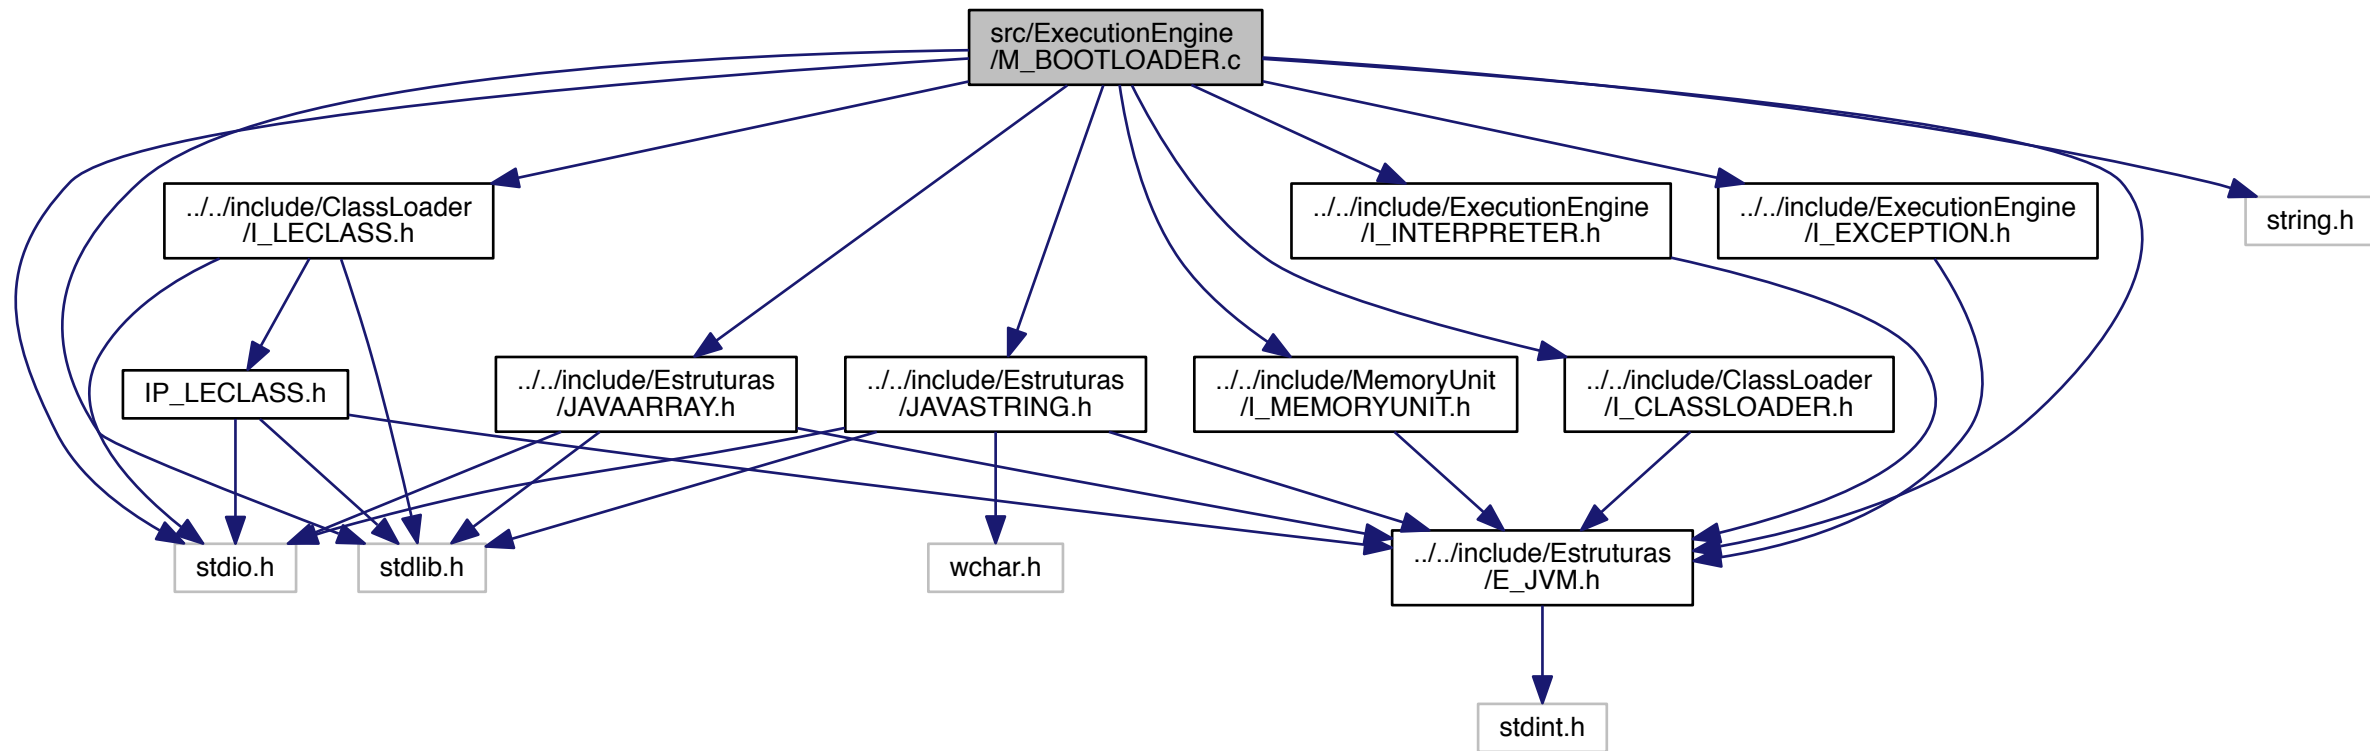 src/ExecutionEngine
/M_BOOTLOADER.c
../../include/ClassLoader
/I_LECLASS.h
../../include/ExecutionEngine
/I_INTERPRETER.h
../../include/ExecutionEngine
/I_EXCEPTION.h
string.h
IP_LECLASS.h
../../include/Estruturas
/JAVAARRAY.h
../../include/Estruturas
/JAVASTRING.h
../../include/MemoryUnit
/I_MEMORYUNIT.h
../../include/ClassLoader
/I_CLASSLOADER.h
stdio.h
stdlib.h
wchar.h
../../include/Estruturas
/E_JVM.h
stdint.h